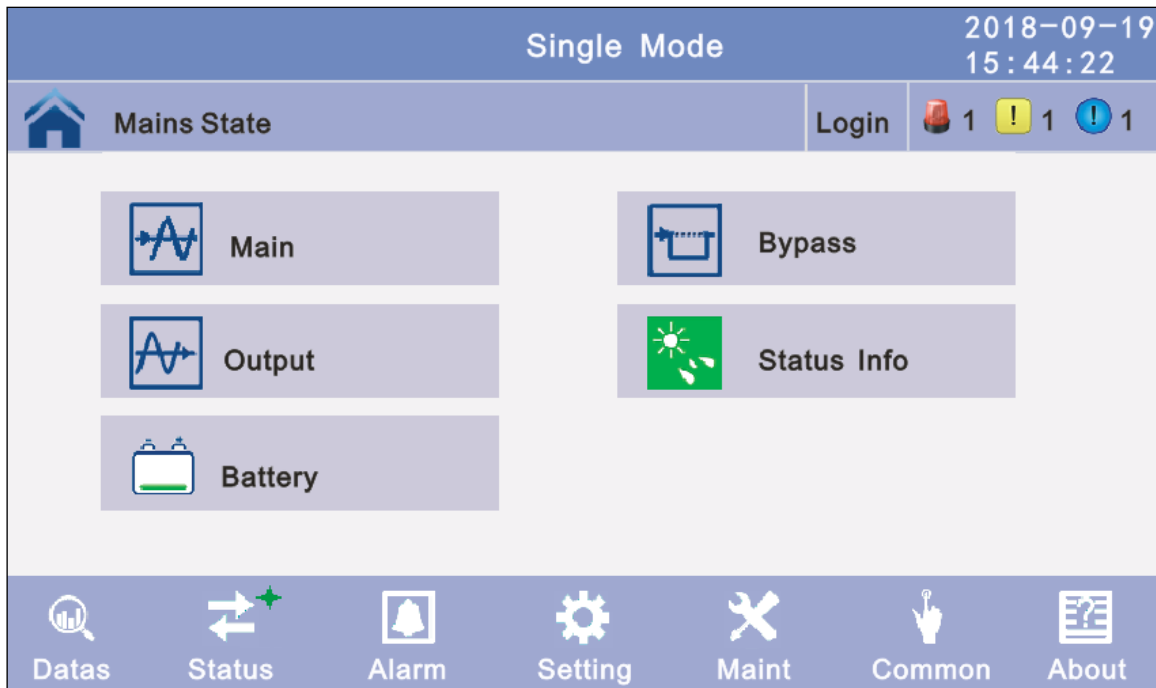 Single Mode
2018-09-19
15:44:22
Mains State
Login
1
! 1
! 1
Main
Bypass
Output
Status Info
Battery
Datas
Status
Alarm
Setting
Maint
Common
About